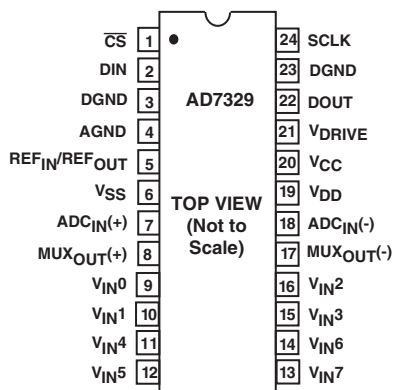 CS 1 24 SCLK
DIN 2 23 DGND
DGND 3 AD7329 22 DOUT
AGND 4 21 VDRIVE
REFIN/REFOUT 5 20 VCC
VSS 6 19 VDD
TOP VIEW
ADCIN(+) 7 (Not to 18 ADCIN(-)
MUXOUT(+) 8 Scale) 17 MUXOUT(-)
VIN0 9 16 VIN2
VIN1 10 15 VIN3
VIN4 11 14 VIN6
VIN5 12 13 VIN7